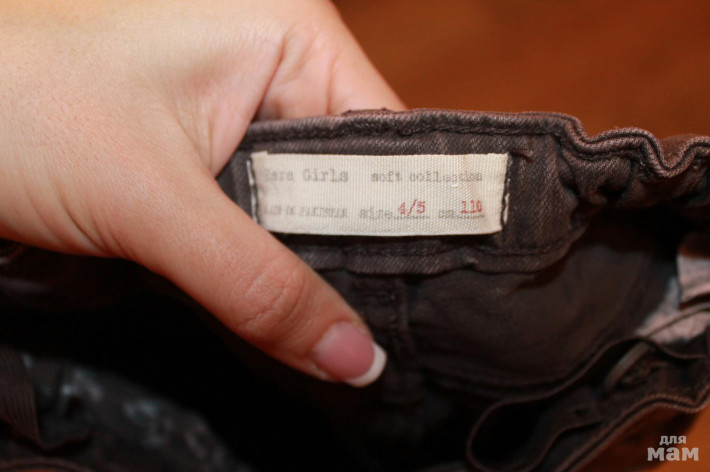 Zara Girls soft collection
MADE IN PAKISTAN size 4/5 cm 110
для
мам